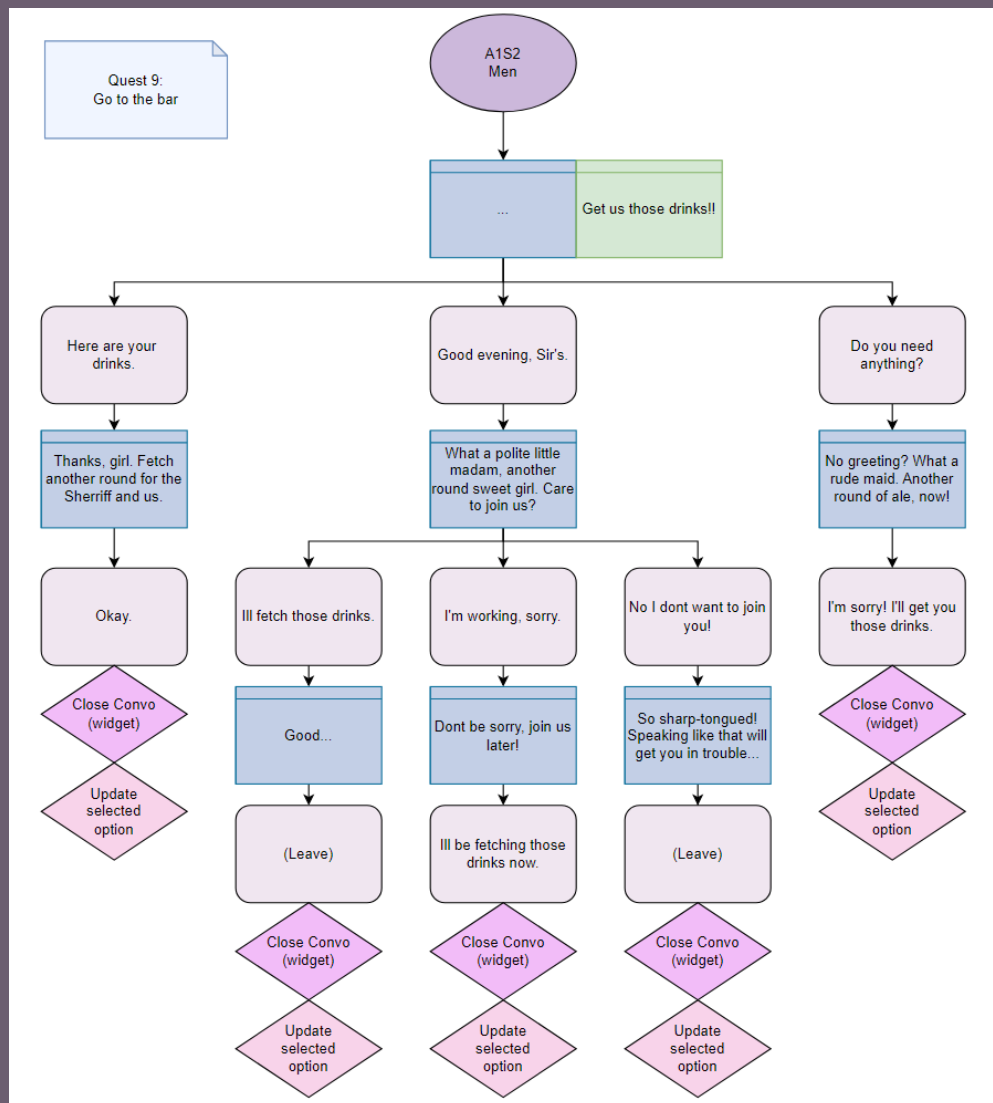 Quest 9:
Go to the bar
A1S2
Men
...
Get us those drinks!!
Here are your
drinks.
Good evening, Sir's.
Do you need
anything?
Thanks, girl. Fetch
another round for the
Sherriff and us.
What a polite little
madam, another
round sweet girl. Care
to join us?
No greeting? What a
rude maid. Another
round of ale, now!
Okay.
Ill fetch those drinks.
I'm working, sorry.
No I dont want to join
you!
I'm sorry! I'll get you
those drinks.
Close Convo
(widget)
Good...
Dont be sorry, join us
later!
So sharp-tongued!
Speaking like that will
get you in trouble...
Close Convo
(widget)
Update
selected
option
(Leave)
Ill be fetching those
drinks now.
(Leave)
Update
selected
option
Close Convo
(widget)
Close Convo
(widget)
Close Convo
(widget)
Update
selected
option
Update
selected
option
Update
selected
option